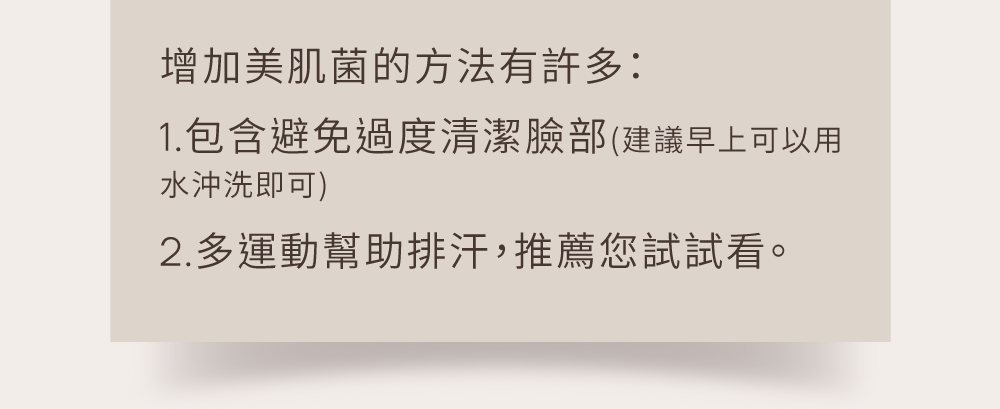 增加美肌菌的方法有許多：
1.包含避免過度清潔臉部(建議早上可以用
水沖洗即可)
2.多運動幫助排汗，推薦您試試看。